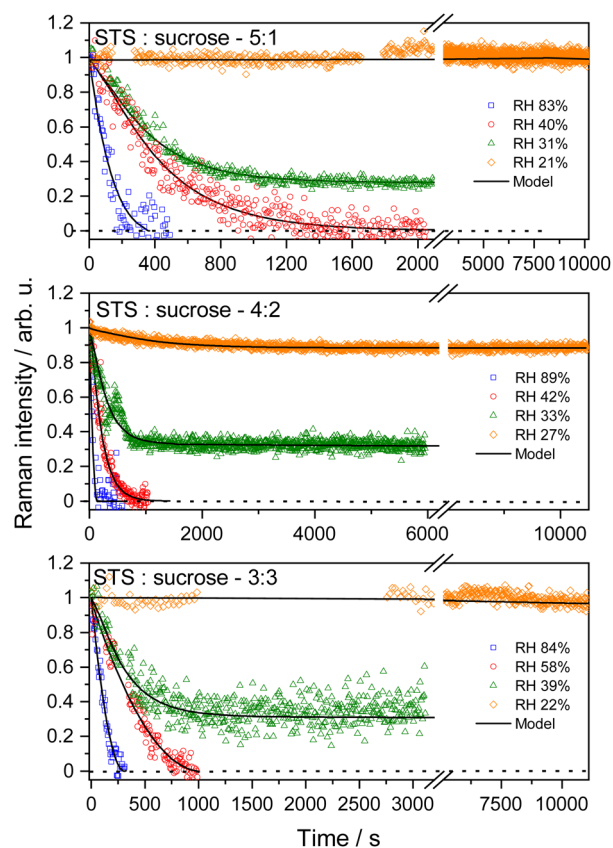 STS : sucrose - 5:1
1.2
1
0.8
0.6
0.4
0.2
0
RH 83%
RH 40%
RH 31%
RH 21%
Model
0 400 800 1200 1600 2000 5000 7500 10000
STS : sucrose - 4:2
1.2
1
0.8
0.6
0.4
0.2
0
RH 89%
RH 42%
RH 33%
RH 27%
Model
0 2000 4000 6000 10000
Raman intensity / arb. u.
STS : sucrose - 3:3
1.2
1
0.8
0.6
0.4
0.2
0
RH 84%
RH 58%
RH 39%
RH 22%
Model
0 500 1000 1500 2000 2500 3000 7500 10000
Time / s